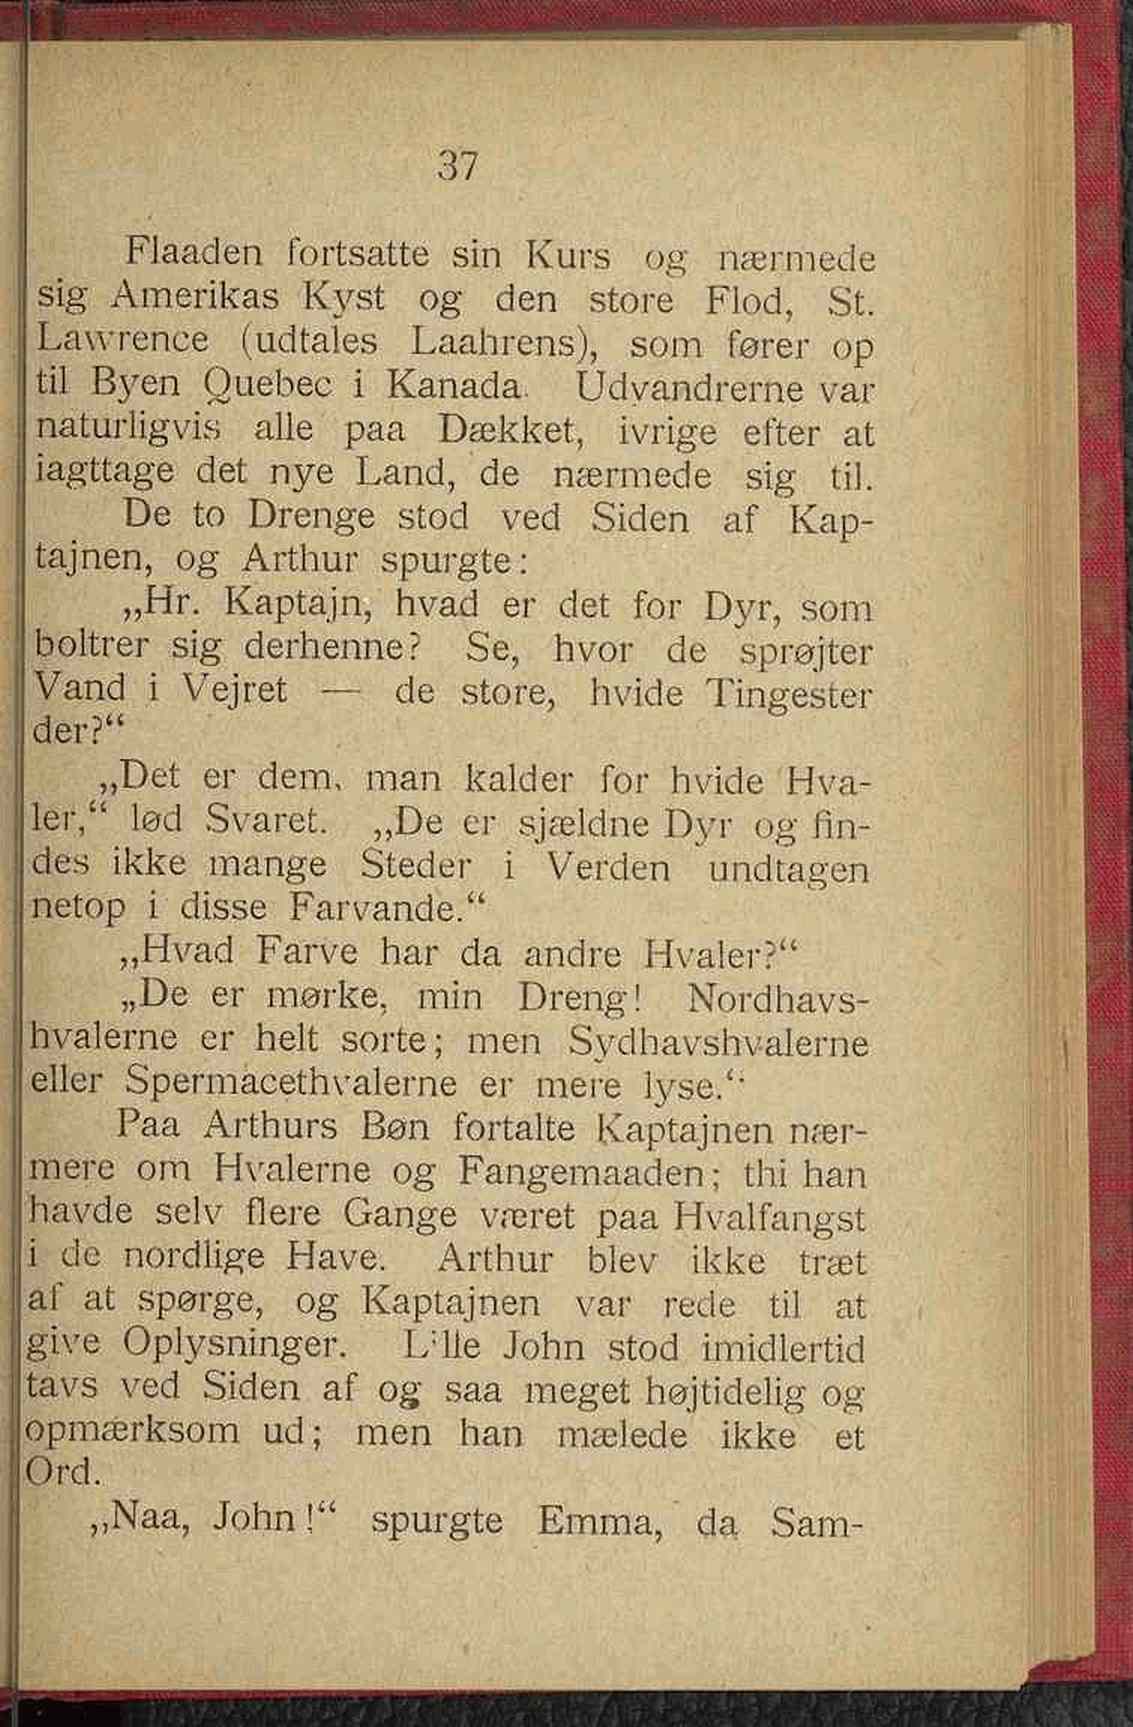 37
Flaaden fortsatte sin Kurs og nærmede
sig Amerikas Kyst og den store Flod, St.
Lawrence (udtales Laahrens), som fører op
til Byen Quebec i Kanada. Udvandrerne var
naturligvis alle paa Dækket, ivrige efter at
iagttage det nye Land, de nærmede sig til.
De to Drenge stod ved Siden af Kap-
tajnen, og Arthur spurgte:
„Hr. Kaptajn, hvad er det for Dyr, som
boltrer sig derhenne? Se, hvor de sprøjter
Vand i Vejret — de store, hvide Tingester
der?“
„Det er dem, man kalder for hvide Hva-
ler,“ lød Svaret. „De er sjældne Dyr og fin-
des ikke mange Steder i Verden undtagen
netop i disse Farvande.“
„Hvad Farve har da andre Hvaler?“
„De er mørke, min Dreng! Nordhavs-
hvalerne er helt sorte; men Sydhavshvalerne
eller Spermacethvalerne er mere lyse.“
Paa Arthurs Bøn fortalte Kaptajnen nær-
mere om Hvalerne og Fangemaaden; thi han
havde selv flere Gange været paa Hvalfangst
i de nordlige Have. Arthur blev ikke træt
af at spørge, og Kaptajnen var rede til at
give Oplysninger. Lille John stod imidlertid
tavs ved Siden af og saa meget højtidelig og
opmærksom ud; men han mælede ikke et
Ord.
„Naa, John!“ spurgte Emma, da Sam-